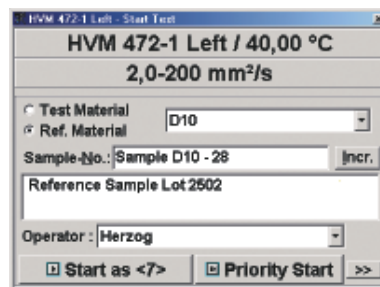 HVM 472-1 Left - Start Test
HVM 472-1 Left / 40,00 °C
2,0-200 mm²/s
Test Material
Ref. Material
D10
Sample-No.: Sample D10 - 28
Incr.
Reference Sample Lot 2502
Operator : Herzog
Start as <7>
Priority Start
>>